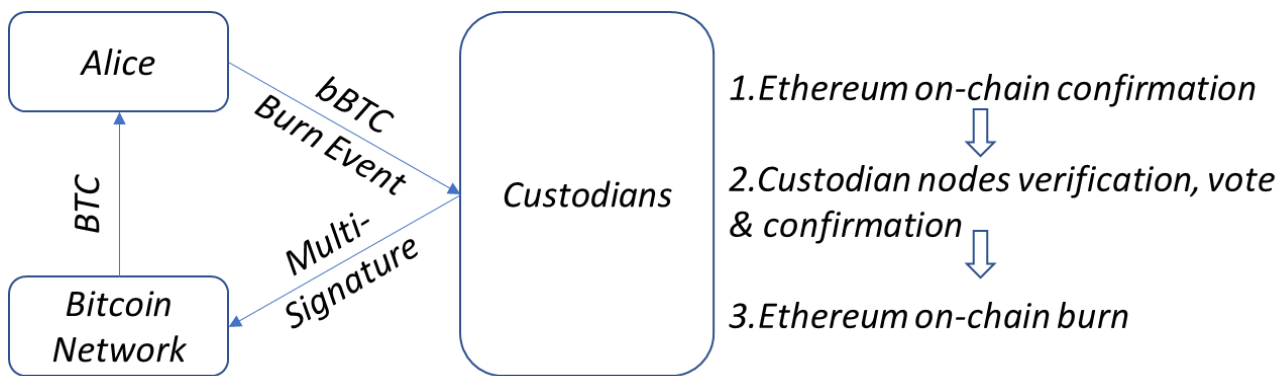 Alice
bBTC
Burn Event
BTC
Custodians
Multi-
Signature
Bitcoin
Network
1.Ethereum on-chain confirmation
2.Custodian nodes verification, vote
& confirmation
3.Ethereum on-chain burn